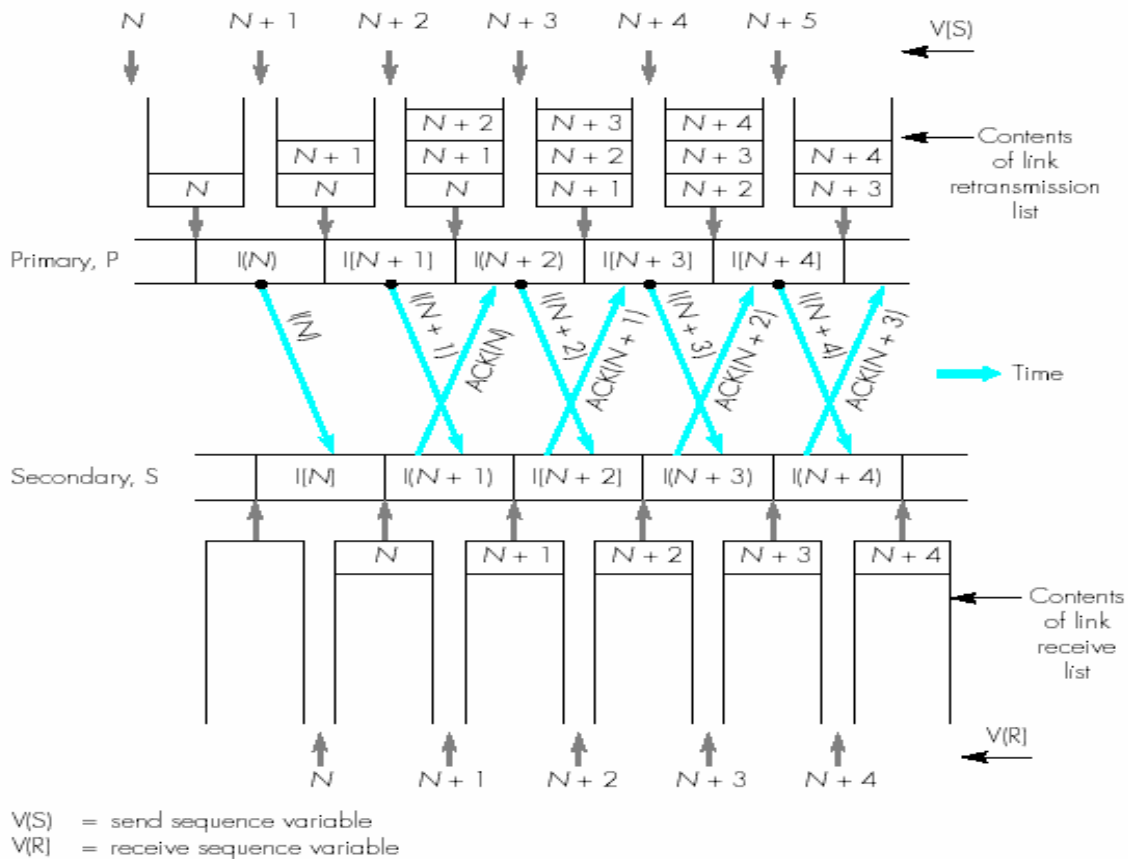 N N + 1 N + 2 N + 3 N + 4 N + 5 V(S)
N + 2 N + 3 N + 4
N + 1 N + 1 N + 2 N + 3 N + 4
N N N N + 1 N + 2 N + 3
Contents
of link
retransmission
list
Primary, P I(N) I[N + 1] I(N + 2) I[N + 3] I[N + 4]
I(N) I(N + 1) ACK(N) I(N + 2) ACK(N + 1) I(N + 3) ACK(N + 2) I(N + 4) ACK(N + 3)
Time
Secondary, S I[N] I(N + 1) I[N + 2] I(N + 3) I(N + 4)
N N + 1 N + 2 N + 3 N + 4
Contents
of link
receive
list
V(R]
N N + 1 N + 2 N + 3 N + 4
V(S) = send sequence variable
V(R] = receive sequence variable